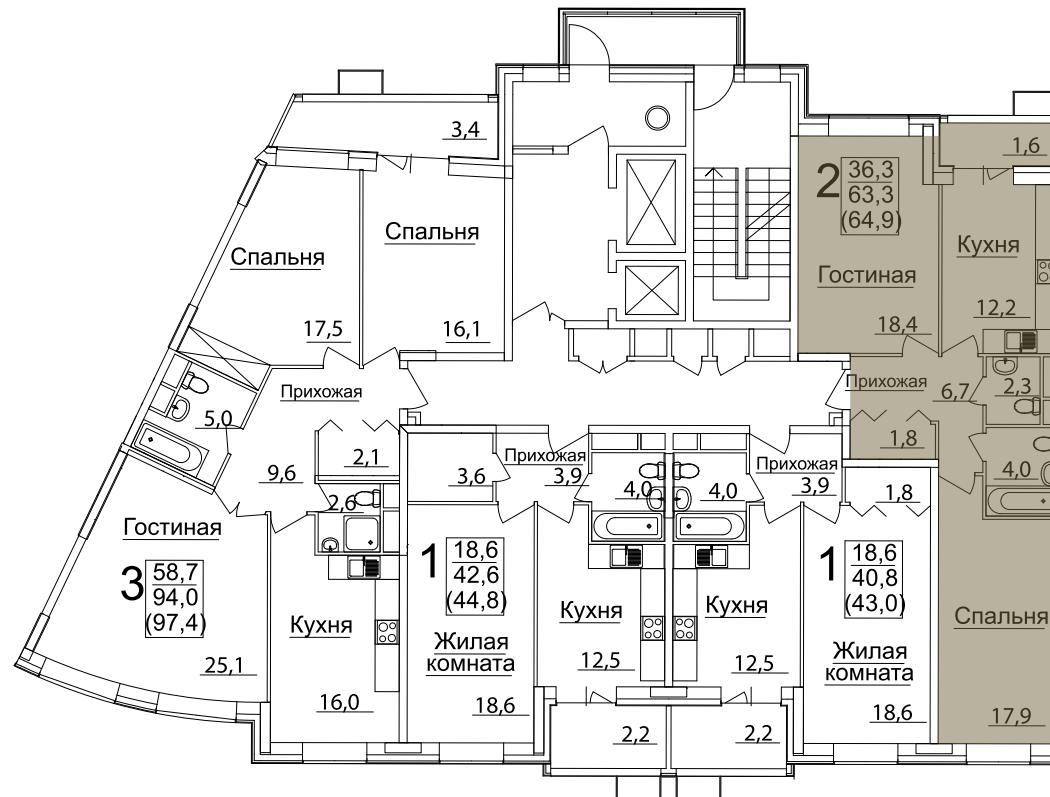 3,4
1,6
2
36,3
63,3
(64,9)
Спальня
Спальня
Кухня
Гостиная
17,5
16,1
18,4
12,2
Прихожая
Прихожая
6,7
2,3
5,0
2,1
1,8
9,6
2,6
3,6
Прихожая
3,9
4,0
4,0
Прихожая
3,9
1,8
4,0
Гостиная
3
58,7
94,0
(97,4)
25,1
Кухня
16,0
1
18,6
42,6
(44,8)
Жилая
комната
18,6
Кухня
12,5
Кухня
12,5
1
18,6
40,8
(43,0)
Жилая
комната
18,6
Спальня
17,9
2,2
2,2